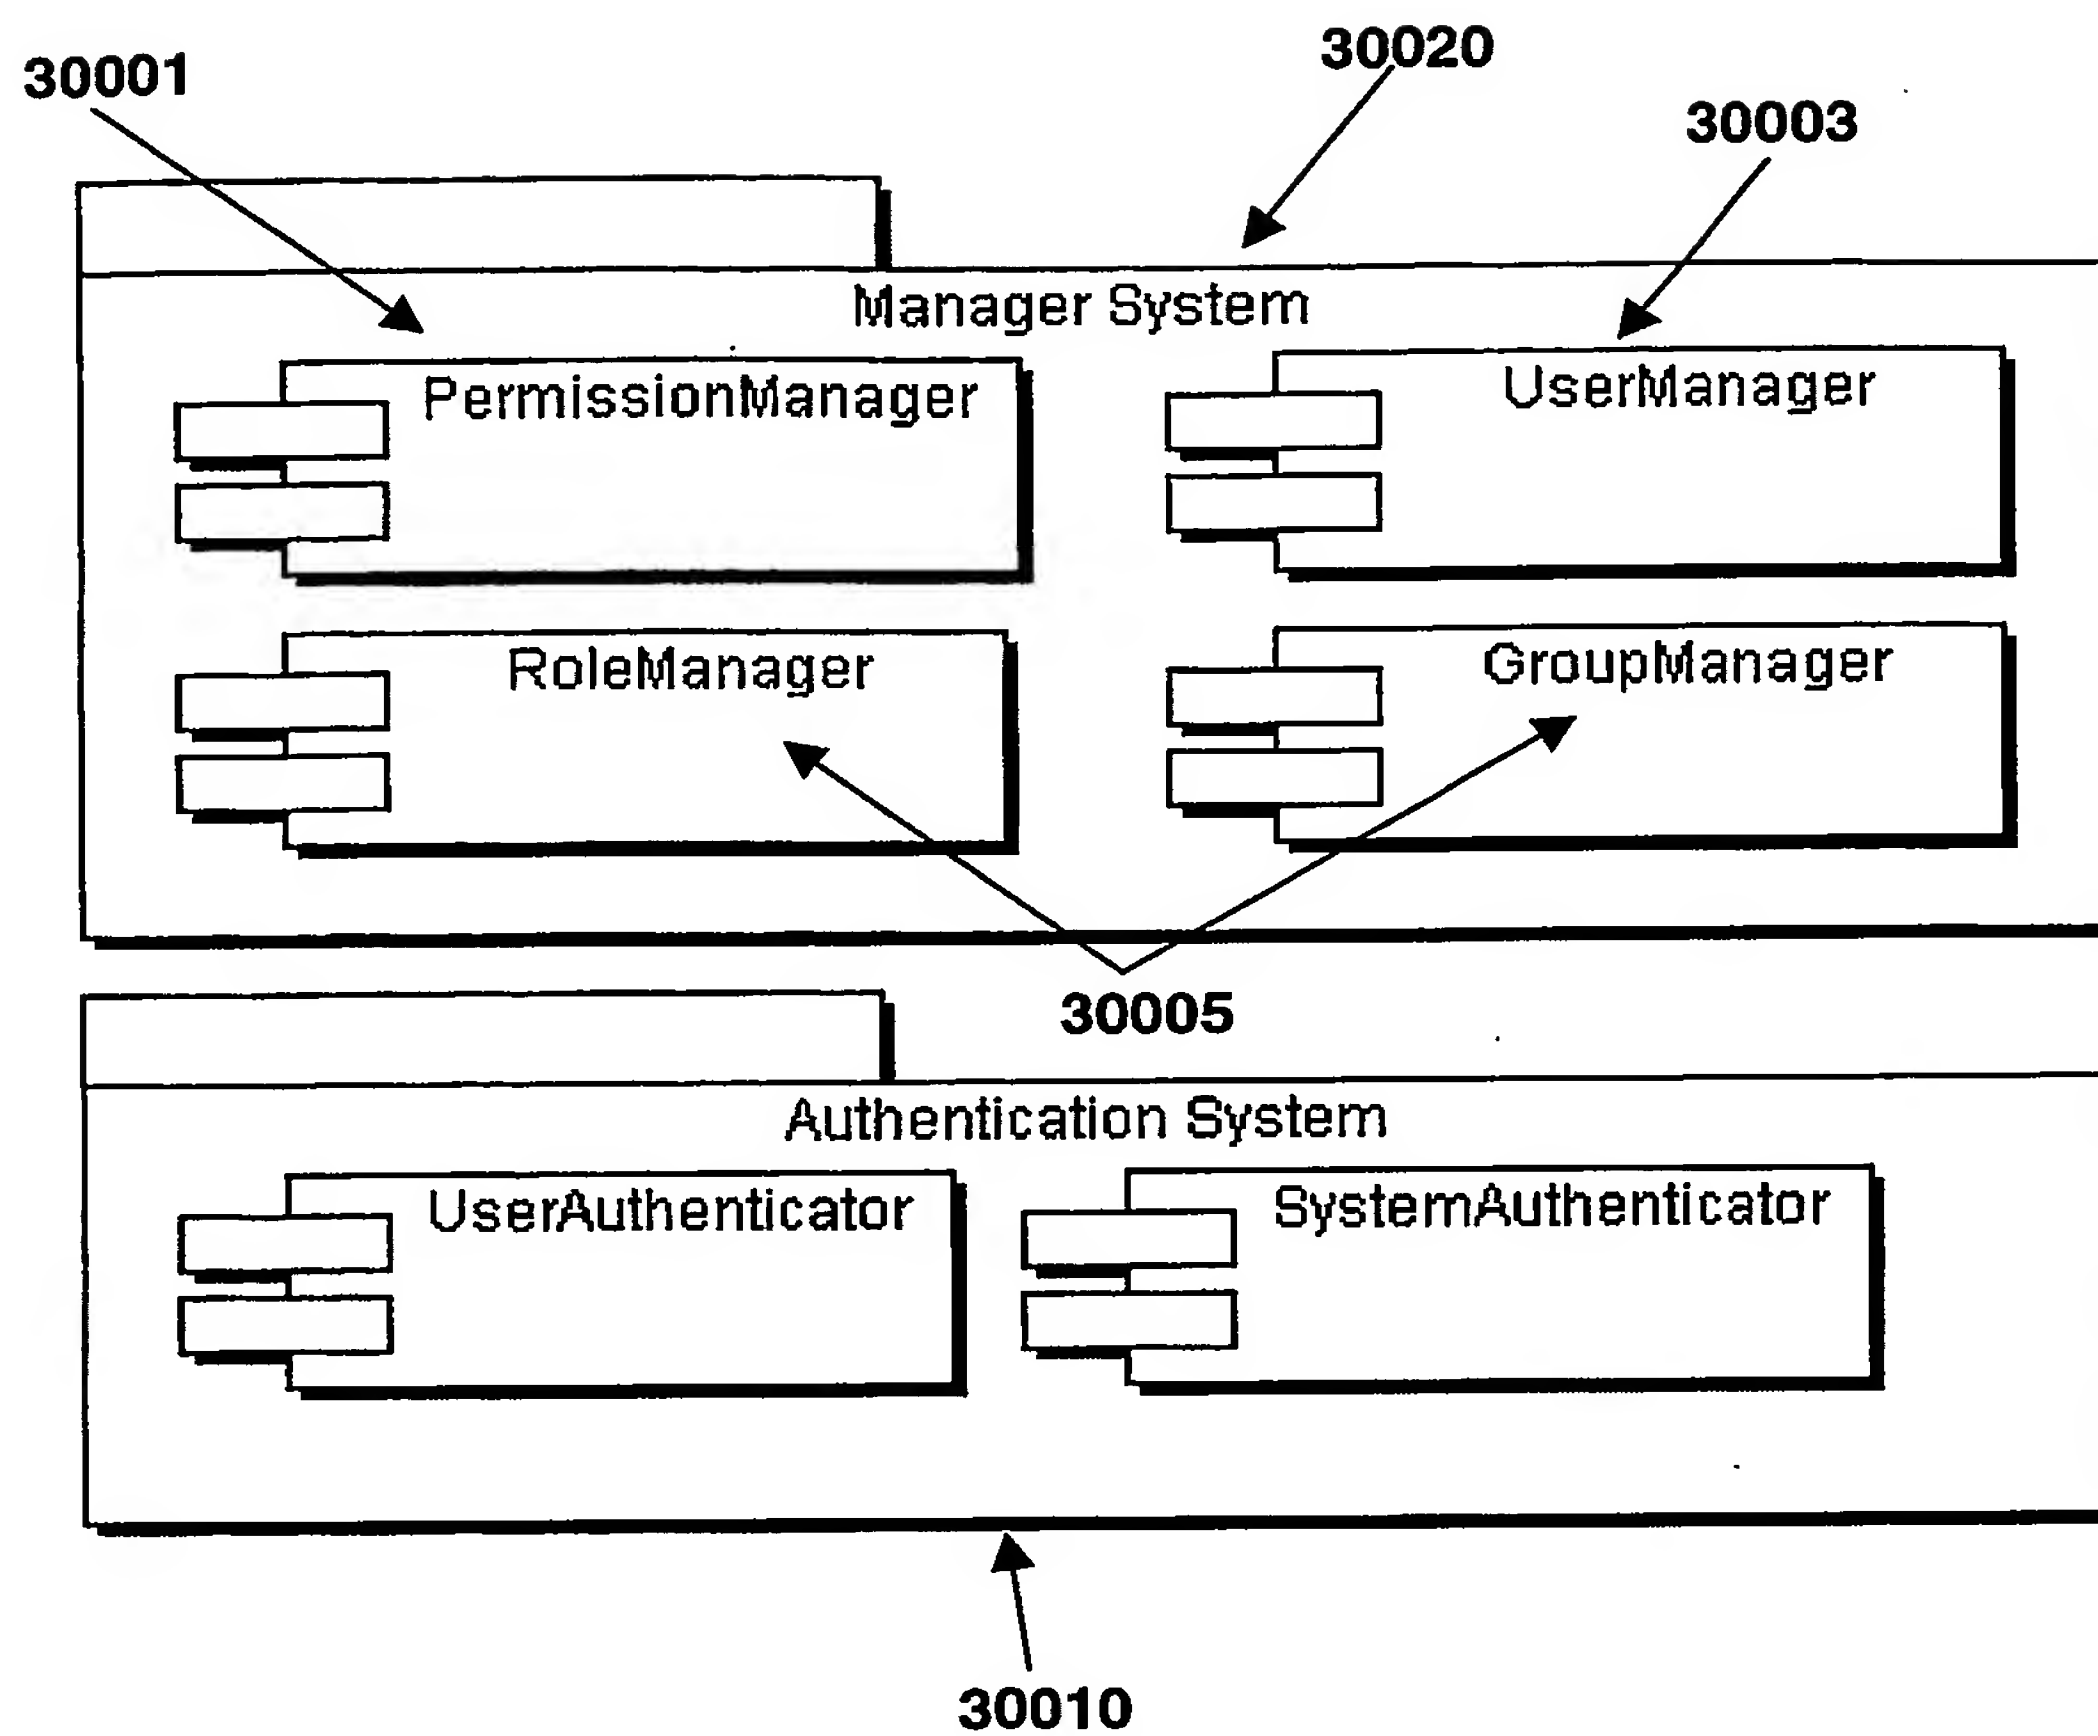 30020
30001
30003
Manager System
PermissionManager
UserManager
RoleManager
GroupManager
30005
Authentication System
UserAuthenticator
SystemAuthenticator
30010